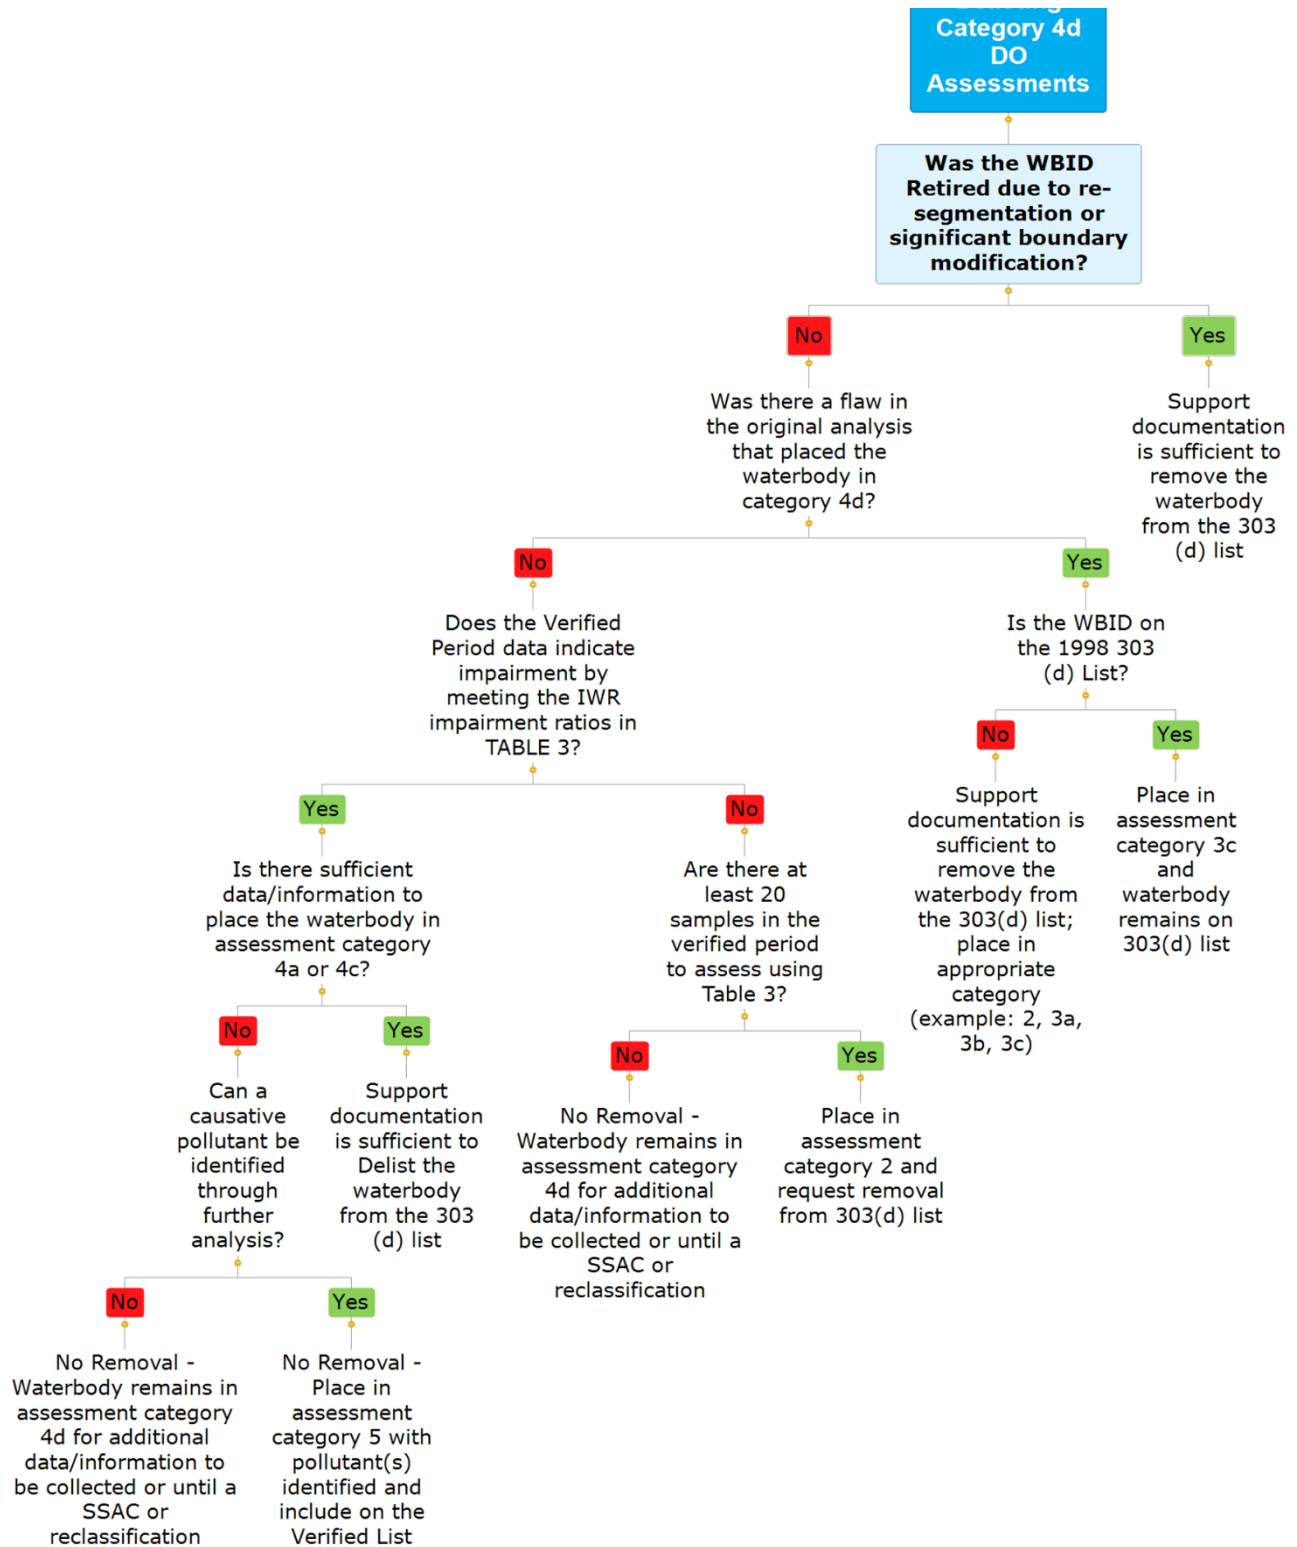 Category 4d
DO
Assessments
Was the WBID
Retired due to re-
segmentation or
significant boundary
modification?
No
Yes
Was there a flaw in
the original analysis
that placed the
waterbody in
category 4d?
Support
documentation
is sufficient to
remove the
waterbody
from the 303
(d) list
No
Yes
Does the Verified
Period data indicate
impairment by
meeting the IWR
impairment ratios in
TABLE 3?
Is the WBID on
the 1998 303
(d) List?
No
Yes
Support
documentation is
sufficient to
remove the
waterbody from
the 303(d) list;
place in
appropriate
category
(example: 2, 3a,
3b, 3c)
Place in
assessment
category 3c
and
waterbody
remains on
303(d) list
Yes
No
Is there sufficient
data/information to
place the waterbody in
assessment category
4a or 4c?
Are there at
least 20
samples in the
verified period
to assess using
Table 3?
No
Yes
No
Yes
Can a
causative
pollutant be
identified
through
further
analysis?
Support
documentation
is sufficient to
Delist the
waterbody
from the 303
(d) list
No Removal -
Waterbody remains in
assessment category
4d for additional
data/information to
be collected or until a
SSAC or
reclassification
Place in
assessment
category 2 and
request removal
from 303(d) list
No
Yes
No Removal -
Waterbody remains in
assessment category
4d for additional
data/information to
be collected or until a
SSAC or
reclassification
No Removal -
Place in
assessment
category 5 with
pollutant(s)
identified and
include on the
Verified List